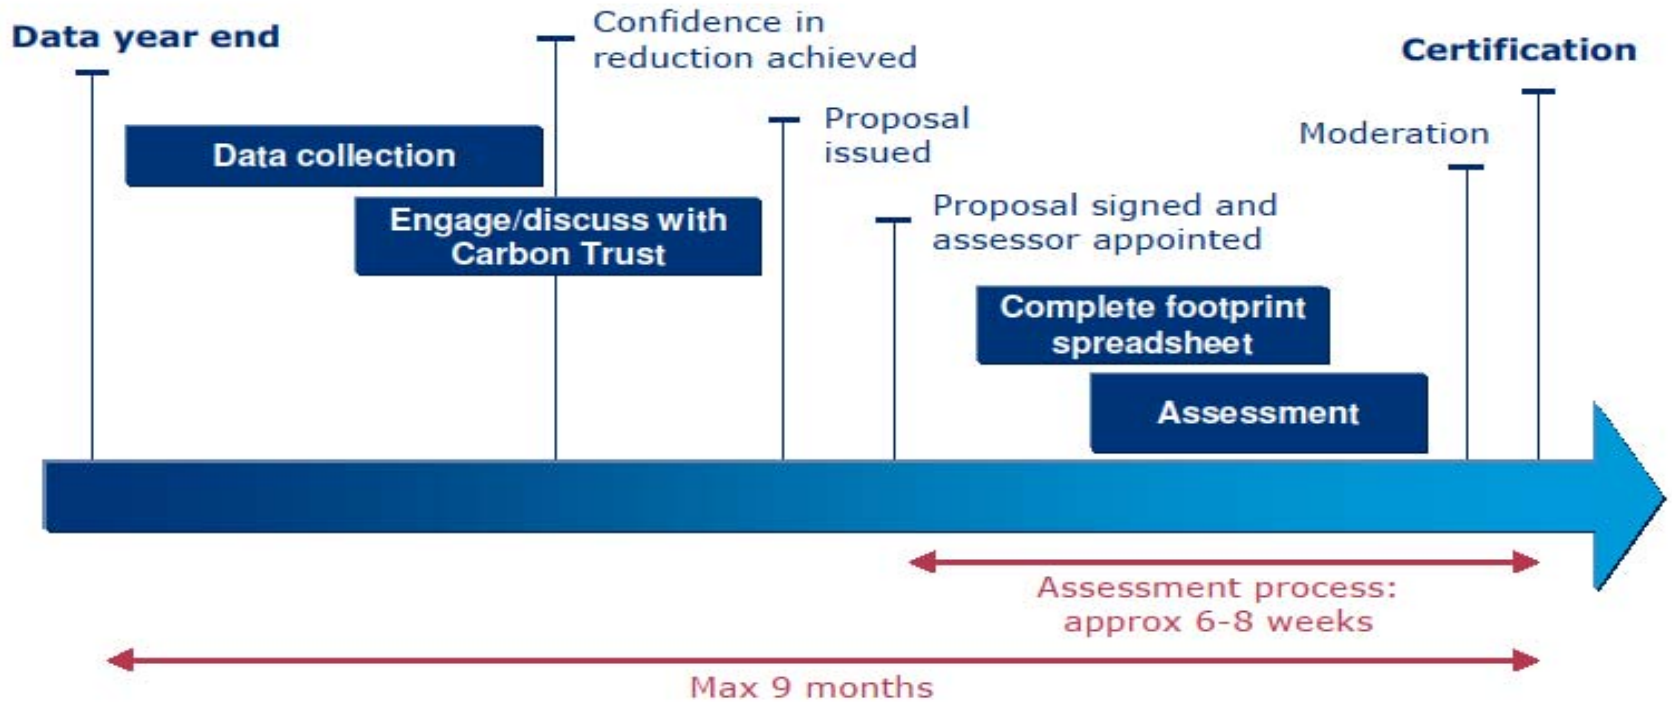 Data year end
Confidence in
reduction achieved
Certification
Proposal
issued
Moderation
Data collection
Engage/discuss with
Carbon Trust
Proposal signed and
assessor appointed
Complete footprint
spreadsheet
Assessment
Assessment process:
approx 6-8 weeks
Max 9 months